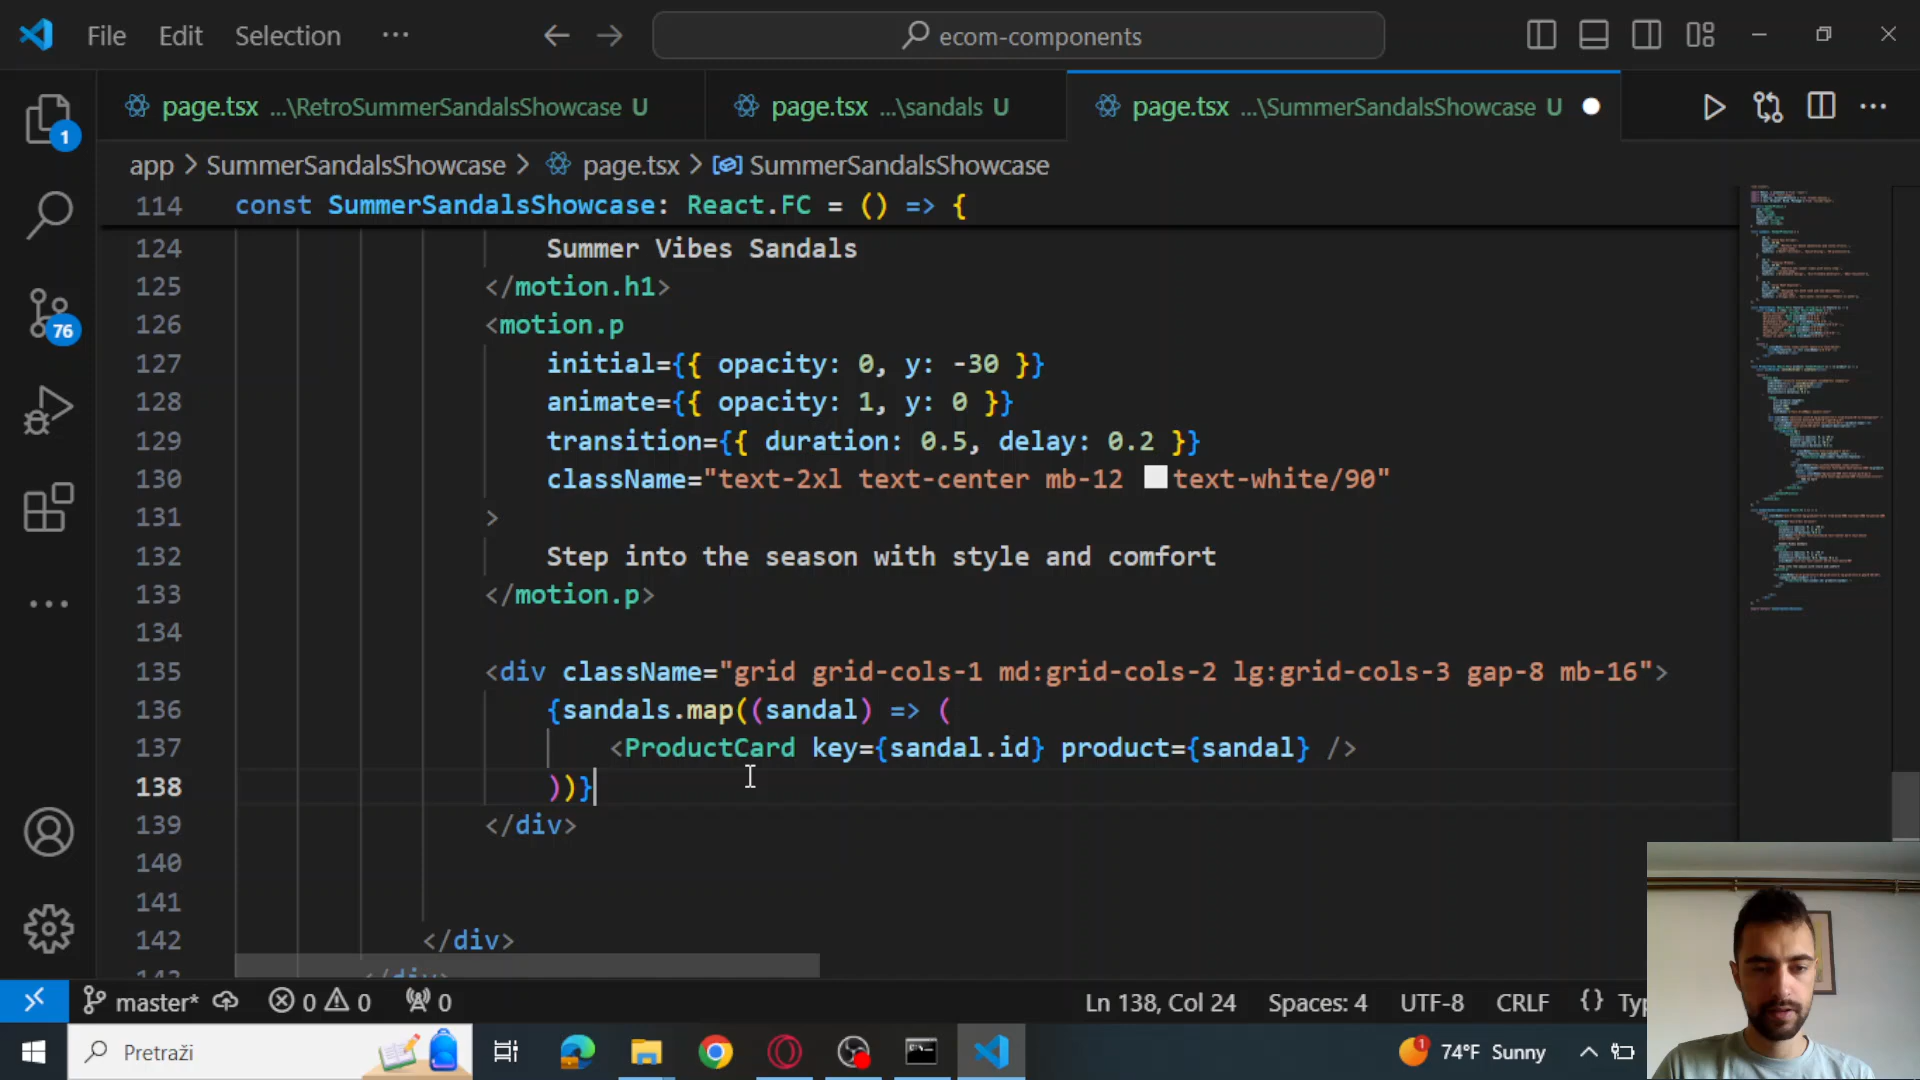 File Edit Selection ··· ecom-components
page.tsx ...\RetroSummerSandalsShowcase U page.tsx ...\sandals U page.tsx ...\SummerSandalsShowcase U
app > SummerSandalsShowcase > page.tsx > SummerSandalsShowcase
114 const SummerSandalsShowcase: React.FC = () => {
124 Summer Vibes Sandals
125 </motion.h1>
126 <motion.p
127 initial={{ opacity: 0, y: -30 }}
128 animate={{ opacity: 1, y: 0 }}
129 transition={{ duration: 0.5, delay: 0.2 }}
130 className="text-2xl text-center mb-12 text-white/90"
131 >
132 Step into the season with style and comfort
133 </motion.p>
134
135 <div className="grid grid-cols-1 md:grid-cols-2 lg:grid-cols-3 gap-8 mb-16">
136 {sandals.map((sandal) => (
137 <ProductCard key={sandal.id} product={sandal} />
138 ))}
139 </div>
140
141
142 </div>
143 </div>
1
76
master* 0 0 0 Ln 138, Col 24 Spaces: 4 UTF-8 CRLF {} Typ
Pretraži 1 74°F Sunny